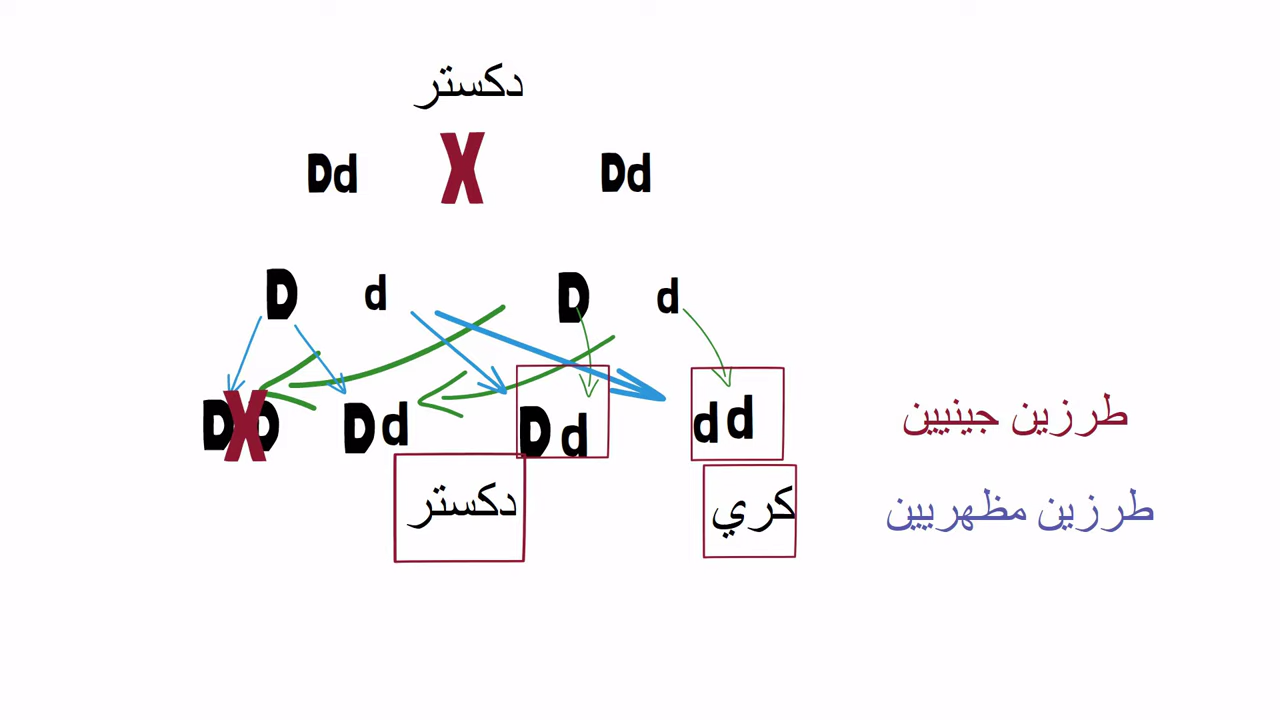 دكستر
Dd X Dd
D d D d
DD X Dd Dd dd
طرزين جينيين
دكستر كري
طرزين مظهريين